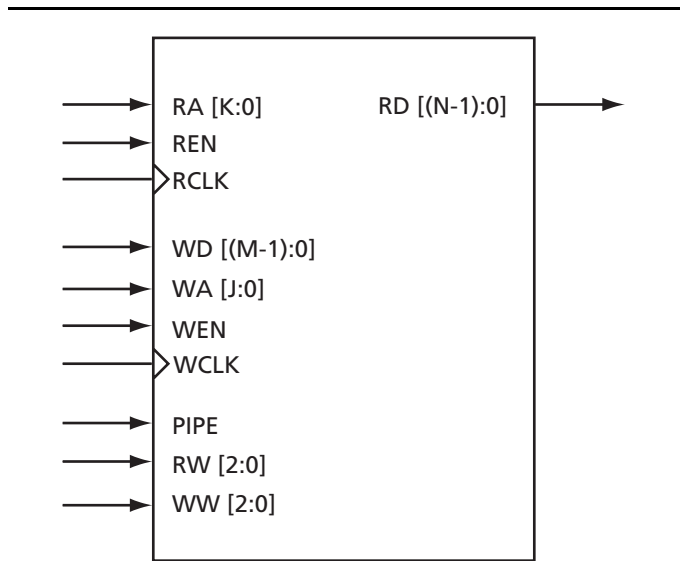 RA [K:0] RD [(N-1):0]
REN
RCLK
WD [(M-1):0]
WA [J:0]
WEN
WCLK
PIPE
RW [2:0]
WW [2:0]